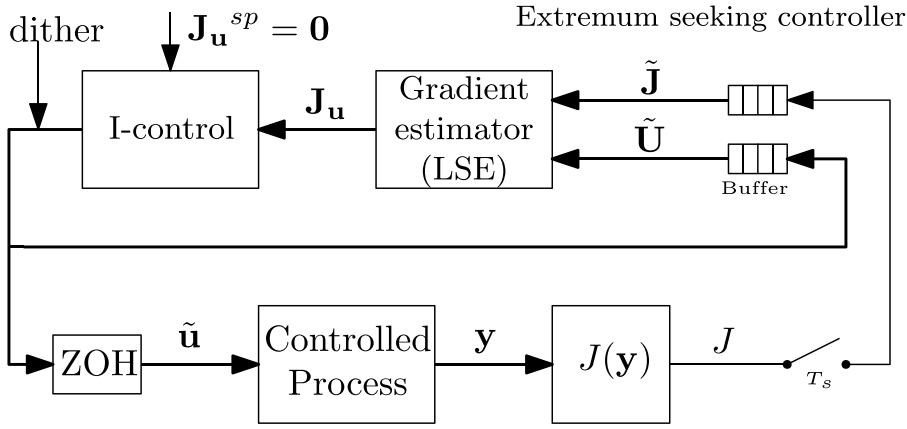 Extremum seeking controller
dither
J_u^{sp} = 0
I-control
J_u
Gradient
estimator
(LSE)
J̃
Ũ
Buffer
ZOH
ũ
Controlled
Process
y
J(y)
J
T_s